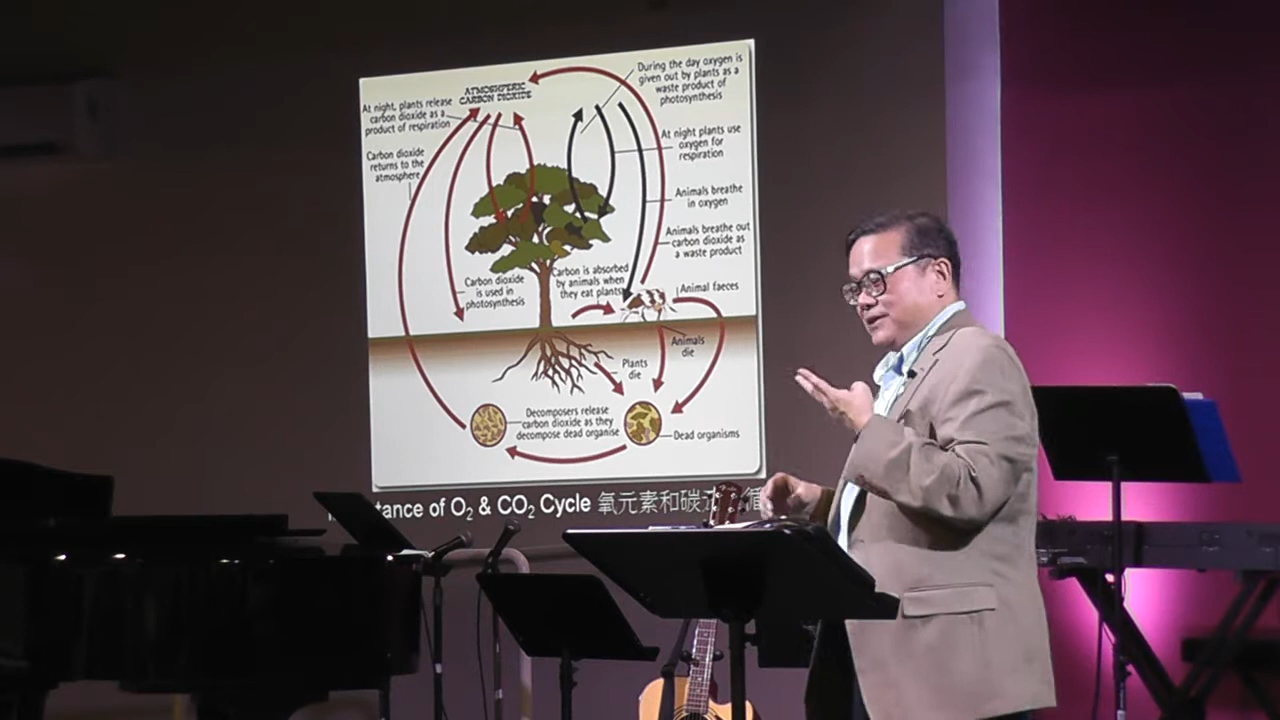 ATMOSHPERIC
CARBON DIOXIDE
At night, plants release
carbon dioxide as a
product of respiration
Carbon dioxide
returns to the
atmosphere
During the day oxygen is
given out by plants as a
waste product of
photosynthesis
At night plants use
oxygen for
respiration
Animals breathe
in oxygen
Animals breathe out
carbon dioxide as
a waste product
Carbon dioxide
is used in
photosynthesis
Carbon is absorbed
by animals when
they eat plants
Animal faeces
Animals
die
Plants
die
Decomposers release
carbon dioxide as they
decompose dead organise
Dead organisms
tance of O₂ & CO₂ Cycle 氧元素和碳